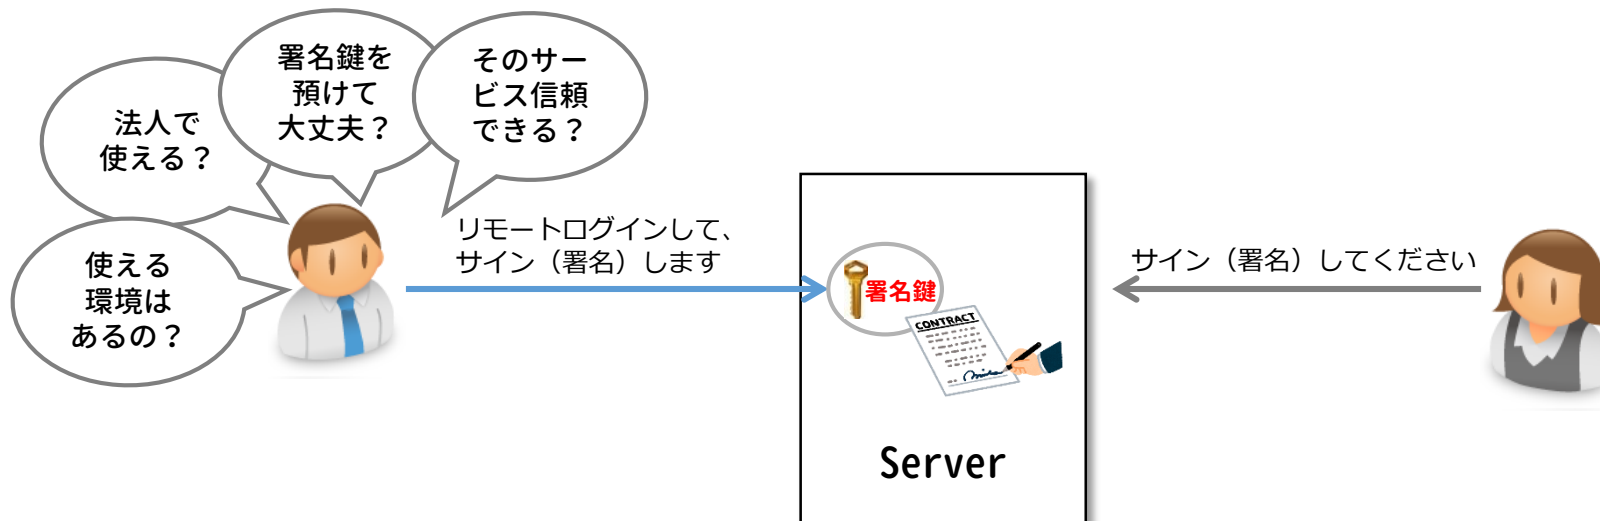 法人で
使える？
署名鍵を
預けて
大丈夫？
そのサー
ビス信頼
できる？
使える
環境は
あるの？
リモートログインして、
サイン（署名）します
署名鍵
CONTRACT
Server
サイン（署名）してください